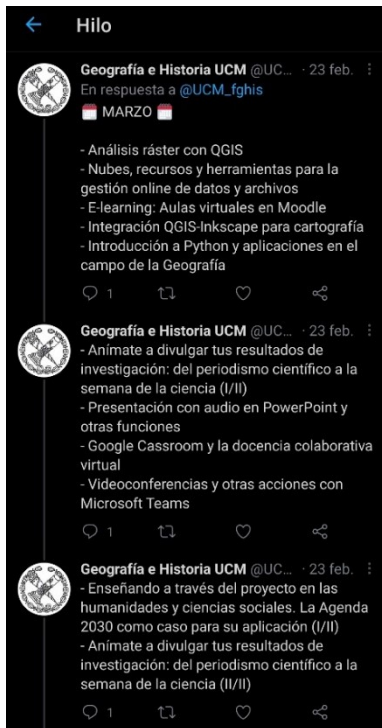 Hilo
Geografía e Historia UCM @UC... · 23 feb.
En respuesta a @UCM_fghis
MARZO
- Análisis ráster con QGIS
- Nubes, recursos y herramientas para la
gestión online de datos y archivos
- E-learning: Aulas virtuales en Moodle
- Integración QGIS-Inkscape para cartografía
- Introducción a Python y aplicaciones en el
campo de la Geografía
1
Geografía e Historia UCM @UC... · 23 feb.
- Anímate a divulgar tus resultados de
investigación: del periodismo científico a la
semana de la ciencia (I/II)
- Presentación con audio en PowerPoint y
otras funciones
- Google Cassroom y la docencia colaborativa
virtual
- Videoconferencias y otras acciones con
Microsoft Teams
1
Geografía e Historia UCM @UC... · 23 feb.
- Enseñando a través del proyecto en las
humanidades y ciencias sociales. La Agenda
2030 como caso para su aplicación (I/II)
- Anímate a divulgar tus resultados de
investigación: del periodismo científico a la
semana de la ciencia (II/II)
1